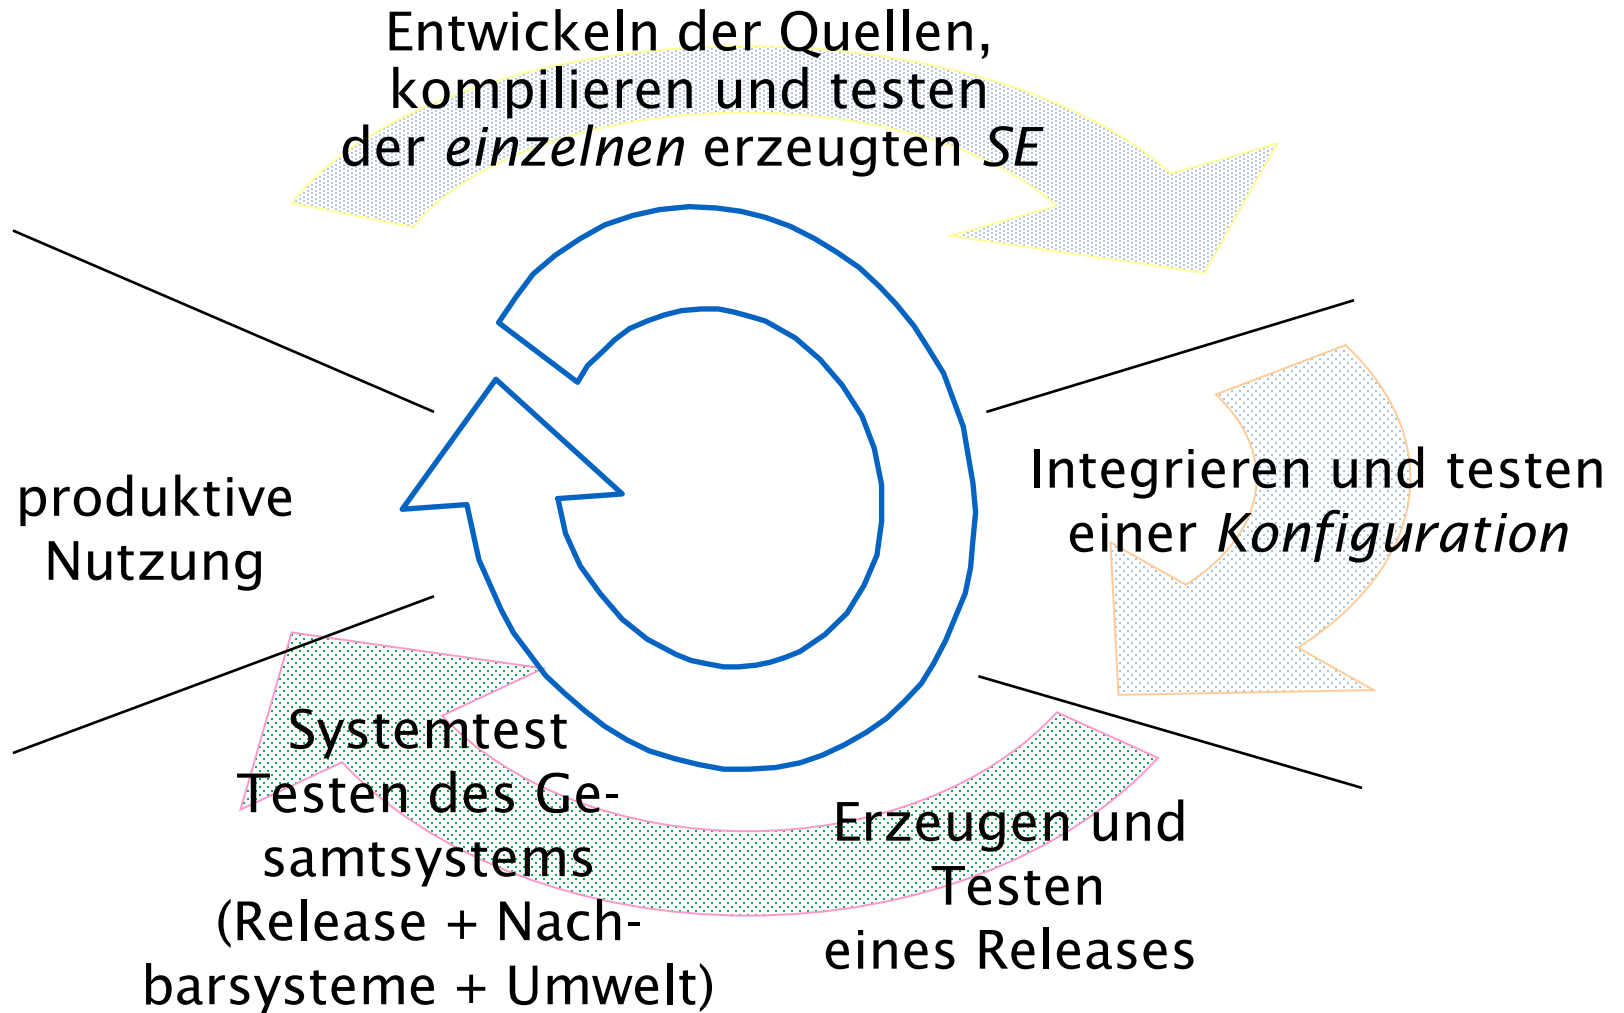 Entwickeln der Quellen,
kompilieren und testen
der einzelnen erzeugten SE
Integrieren und testen
einer Konfiguration
produktive
Nutzung
Systemtest
Testen des Ge-
samtsystems
(Release + Nach-
barsysteme + Umwelt)
Erzeugen und
Testen
eines Releases